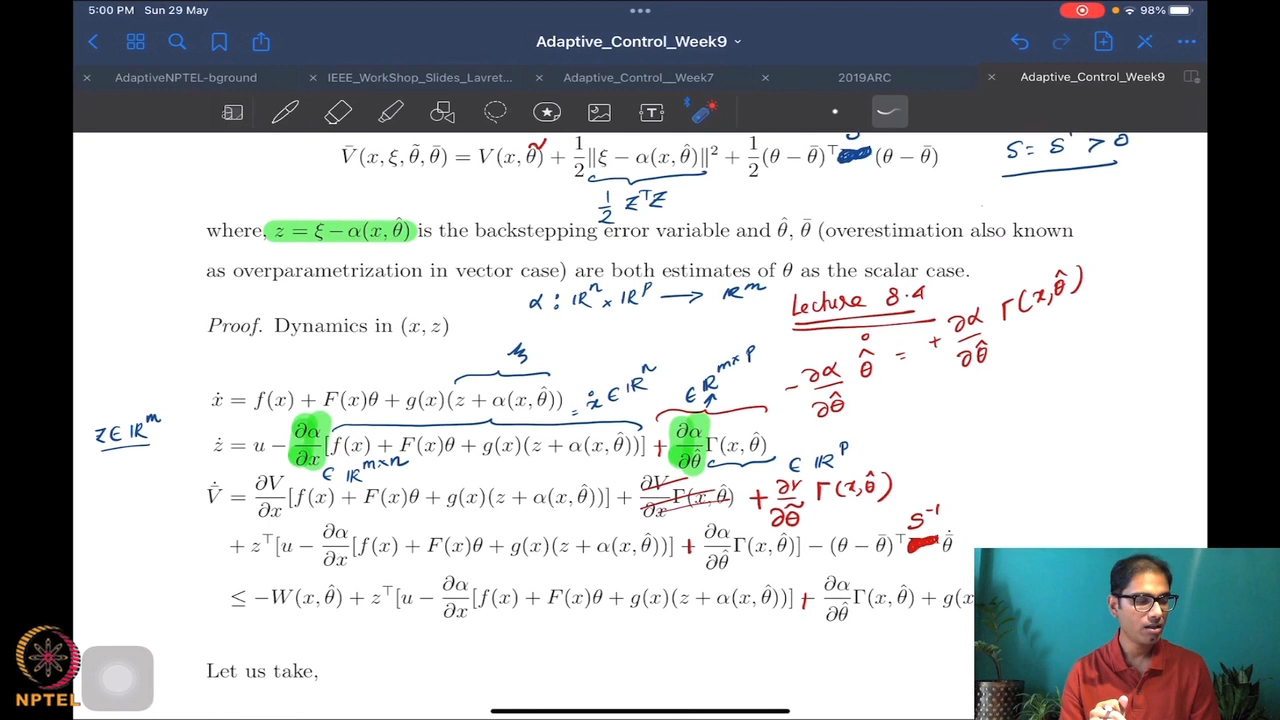 5:00 PM Sun 29 May
98%
Adaptive_Control_Week9
AdaptiveNPTEL-bground
IEEE_WorkShop_Slides_Lavret...
Adaptive_Control__Week7
2019ARC
Adaptive_Control_Week9
V̄(x, ξ, θ̃, θ̄) = V(x, θ̃) + 1/2‖ξ − α(x, θ̂)‖² + 1/2(θ − θ̄)ᵀ (θ − θ̄)
S = Sᵀ > 0
1/2 zᵀz
where, z = ξ − α(x, θ̂) is the backstepping error variable and θ̂, θ̄ (overestimation also known
as overparametrization in vector case) are both estimates of θ as the scalar case.
α : ℝⁿ × ℝᵖ → ℝᵐ
Lecture 8.4
Proof. Dynamics in (x, z)
− ∂α/∂θ̂ θ̂̇ = + ∂α/∂θ̂ Γ(x, θ̂)
ξ
ẋ = f(x) + F(x)θ + g(x)(z + α(x, θ̂))
= ẋ ∈ ℝⁿ
∈ ℝᵐˣᵖ
z ∈ ℝᵐ
ż = u − ∂α/∂x [f(x) + F(x)θ + g(x)(z + α(x, θ̂))] + ∂α/∂θ̂ Γ(x, θ̂)
∈ ℝᵐˣⁿ
∈ ℝᵖ
V̄̇ = ∂V/∂x [f(x) + F(x)θ + g(x)(z + α(x, θ̂))] + ∂V/∂x Γ(x, θ̂) + ∂V/∂θ̃ Γ(x, θ̂)
+ zᵀ[u − ∂α/∂x [f(x) + F(x)θ + g(x)(z + α(x, θ̂))] + ∂α/∂θ̂ Γ(x, θ̂)] − (θ − θ̄)ᵀ S⁻¹ θ̄̇
≤ −W(x, θ̂) + zᵀ[u − ∂α/∂x [f(x) + F(x)θ + g(x)(z + α(x, θ̂))] + ∂α/∂θ̂ Γ(x, θ̂) + g(x
Let us take,
NPTEL